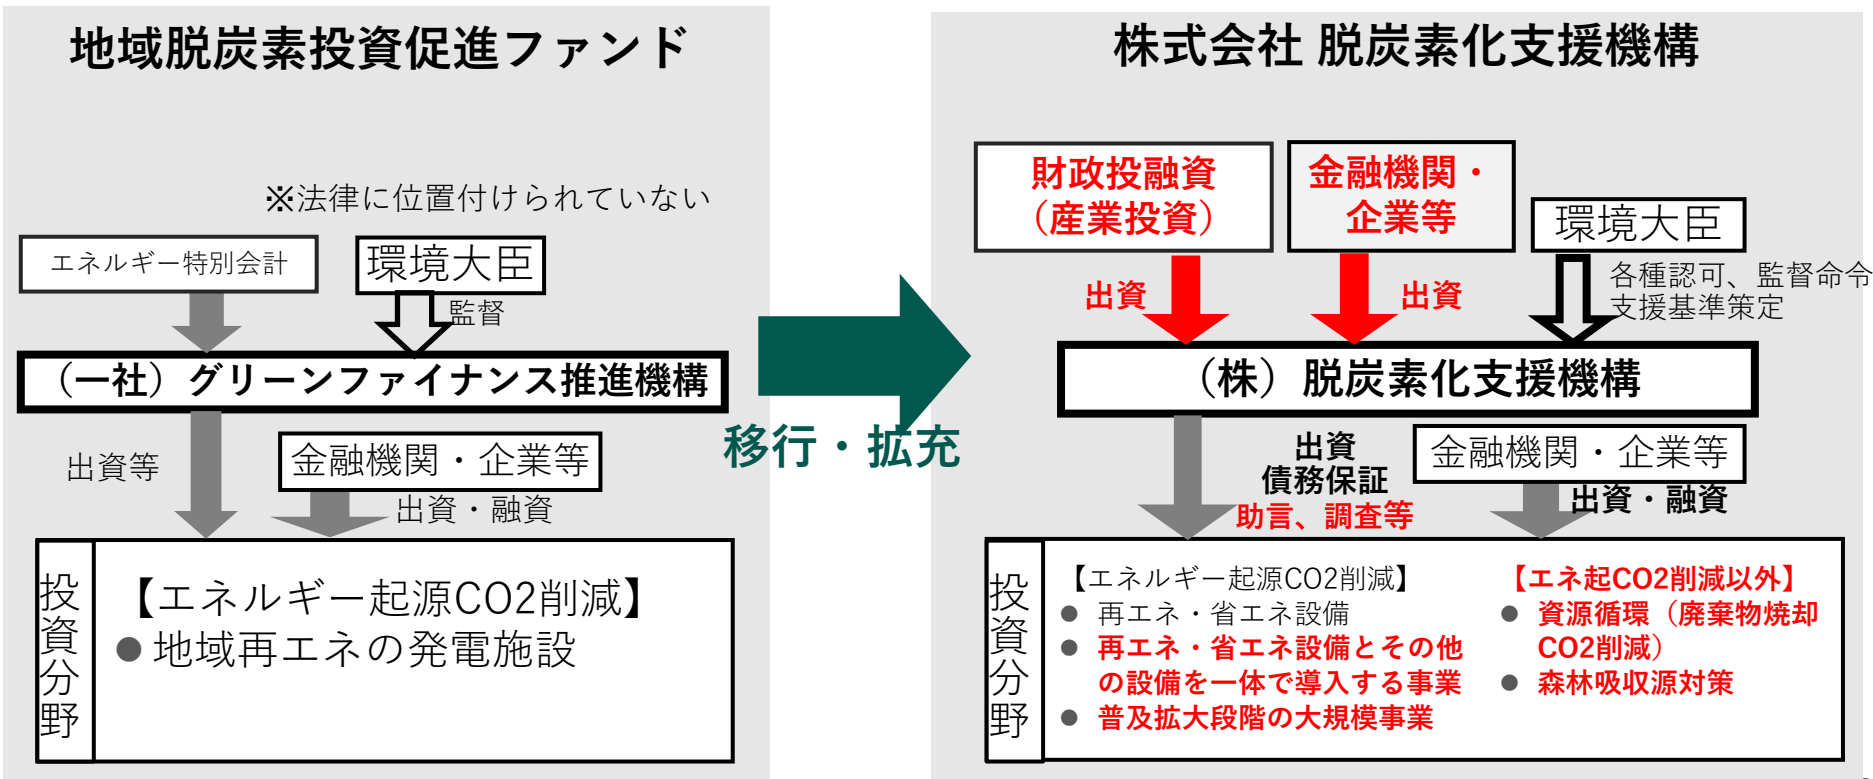 地域脱炭素投資促進ファンド
※法律に位置付けられていない
エネルギー特別会計
環境大臣
監督
（一社）グリーンファイナンス推進機構
出資等
金融機関・企業等
出資・融資
投資分野
【エネルギー起源CO2削減】
● 地域再エネの発電施設
移行・拡充
株式会社 脱炭素化支援機構
財政投融資
（産業投資）
金融機関・
企業等
環境大臣
出資
出資
各種認可、監督命令
支援基準策定
（株）脱炭素化支援機構
出資
債務保証
助言、調査等
金融機関・企業等
出資・融資
投資分野
【エネルギー起源CO2削減】
● 再エネ・省エネ設備
● 再エネ・省エネ設備とその他
の設備を一体で導入する事業
● 普及拡大段階の大規模事業
【エネ起CO2削減以外】
● 資源循環（廃棄物焼却
CO2削減）
● 森林吸収源対策